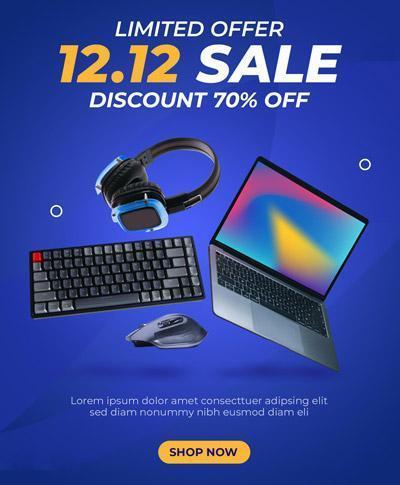 LIMITED OFFER
12.12 SALE
DISCOUNT 70% OFF
Lorem ipsum dolor amet consecttuer adipsing elit
sed diam nonummy nibh eusmod diam eli
SHOP NOW